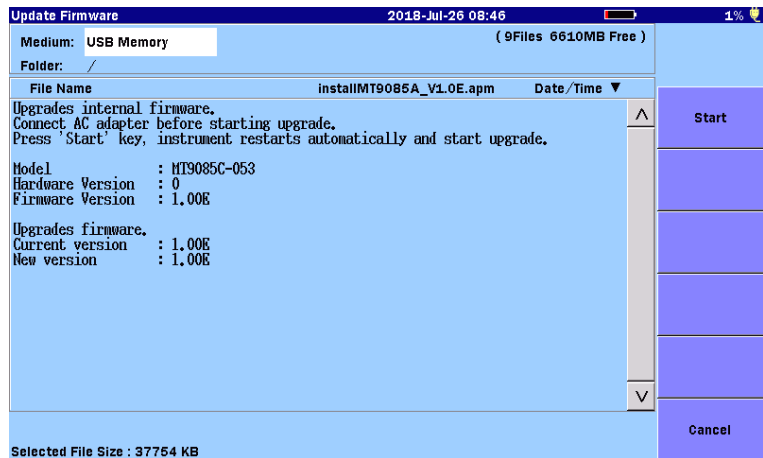 Update Firmware 2018-Jul-26 08:46 1%
Medium: USB Memory ( 9Files 6610MB Free )
Folder: /
File Name installMT9085A_V1.0E.apm Date/Time ▼
Upgrades internal firmware.
Connect AC adapter before starting upgrade.
Press 'Start' key, instrument restarts automatically and start upgrade.
Model : MT9085C-053
Hardware Version : 0
Firmware Version : 1.00E
Upgrades firmware.
Current version : 1.00E
New version : 1.00E
Start
Cancel
Selected File Size : 37754 KB